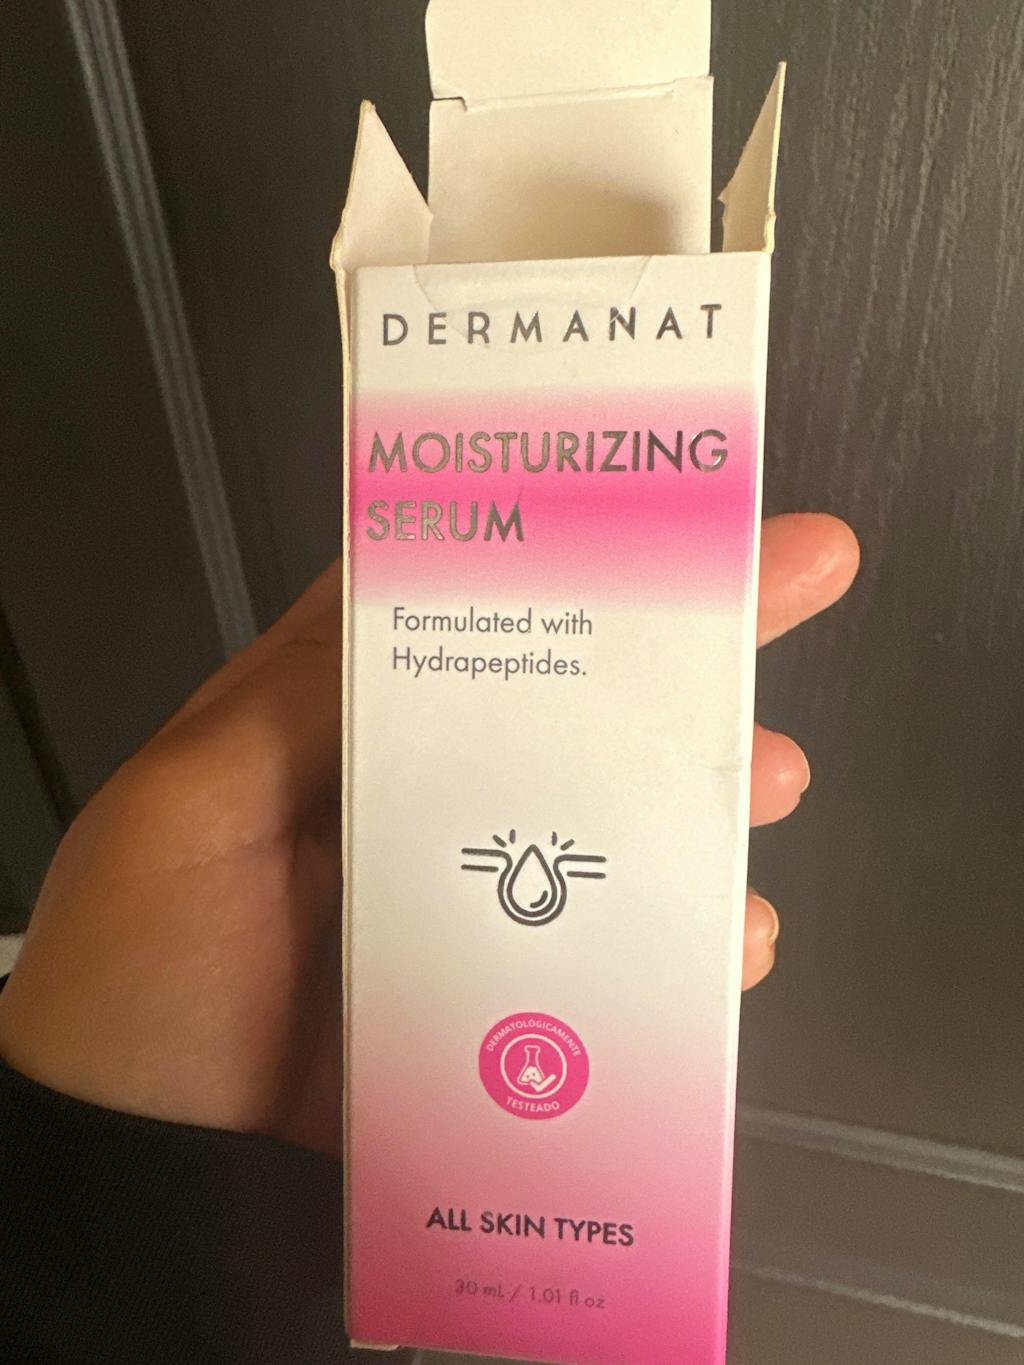 DERMANAT
MOISTURIZING
SERUM
Formulated with
Hydrapeptides.
DERMATOLÓGICAMENTE
TESTEADO
ALL SKIN TYPES
30 mL / 1.01 fl oz